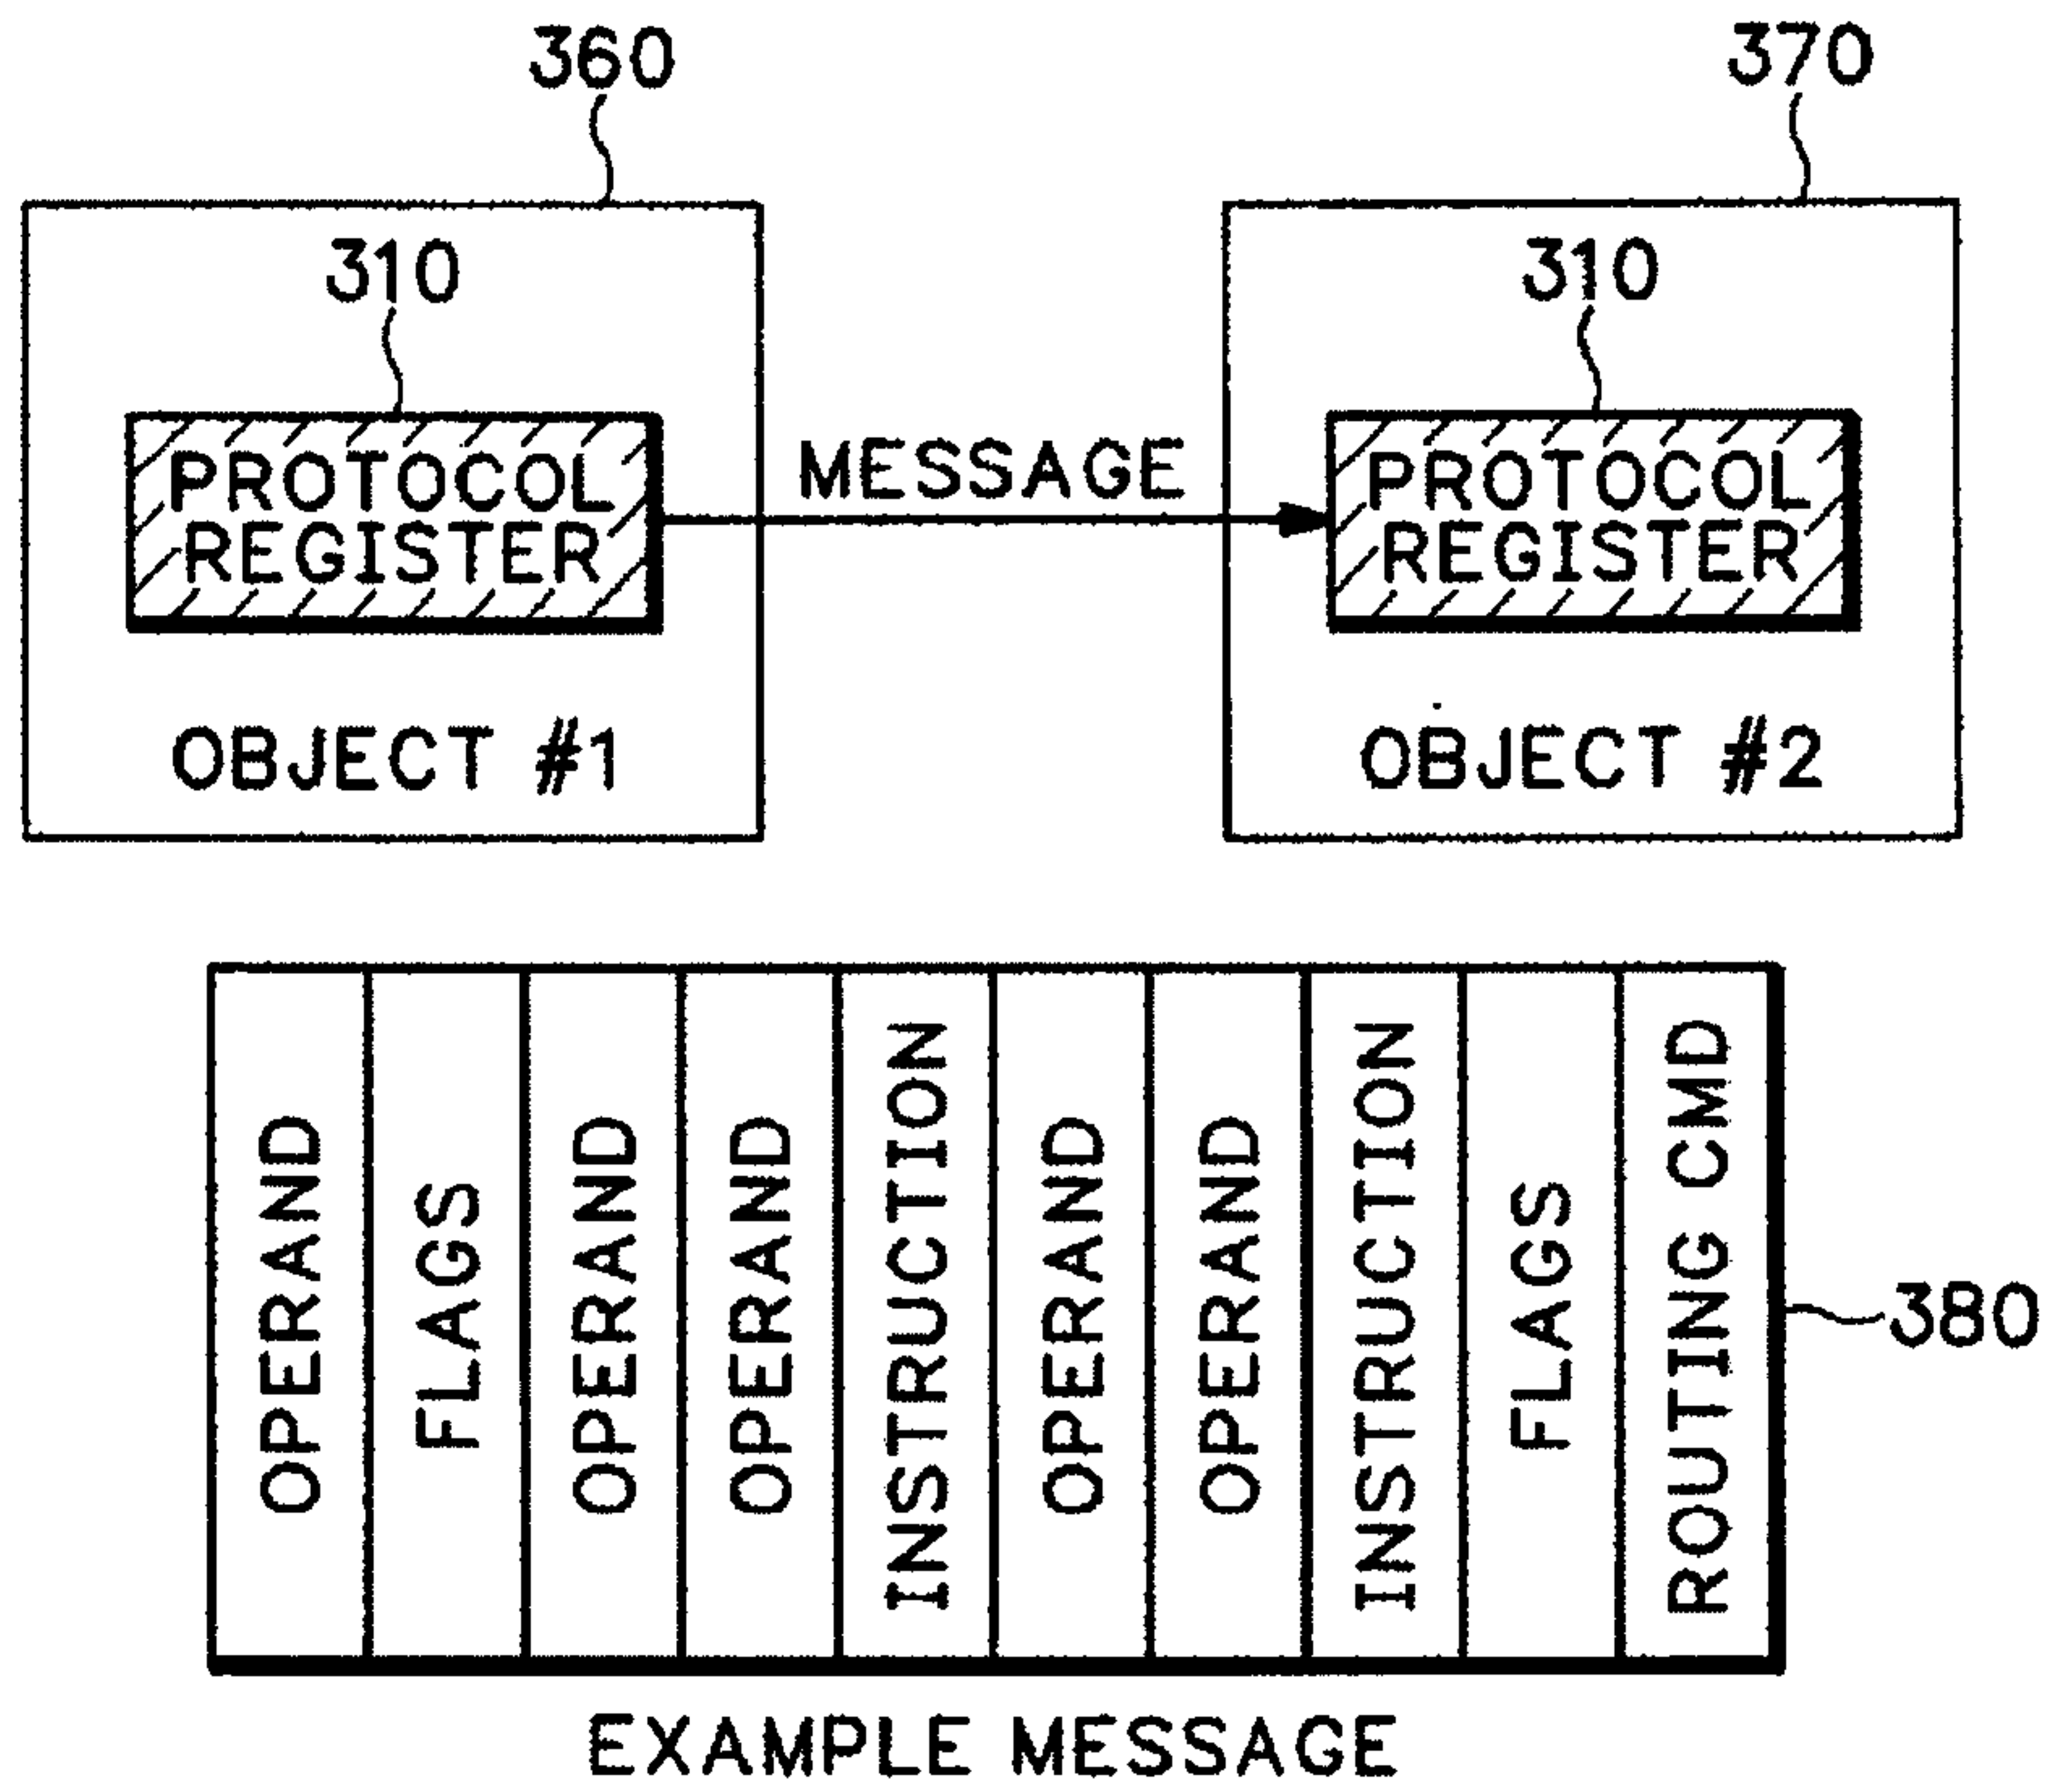 360
370
310
310
PROTOCOL
REGISTER
MESSAGE
PROTOCOL
REGISTER
OBJECT #1
OBJECT #2
OPERAND
FLAGS
OPERAND
OPERAND
INSTRUCTION
OPERAND
OPERAND
INSTRUCTION
FLAGS
ROUTING CMD
380
EXAMPLE MESSAGE